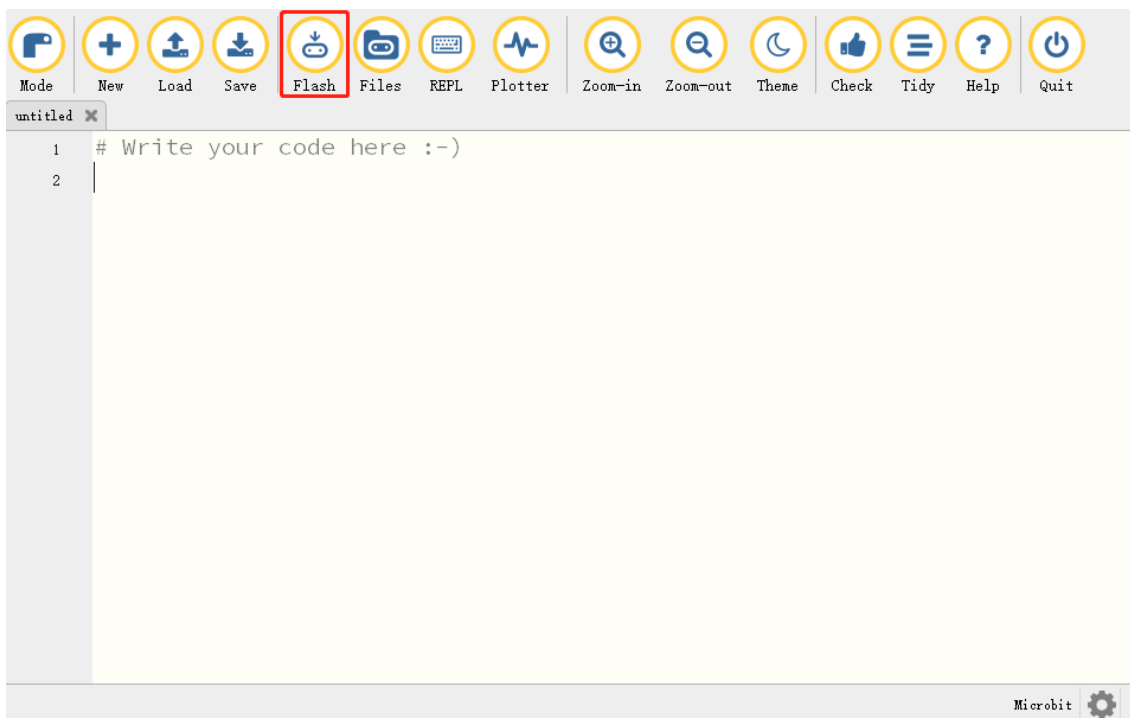 Mode New Load Save Flash Files REPL Plotter Zoom-in Zoom-out Theme Check Tidy Help Quit
untitled
1 # Write your code here :-)
2
Microbit